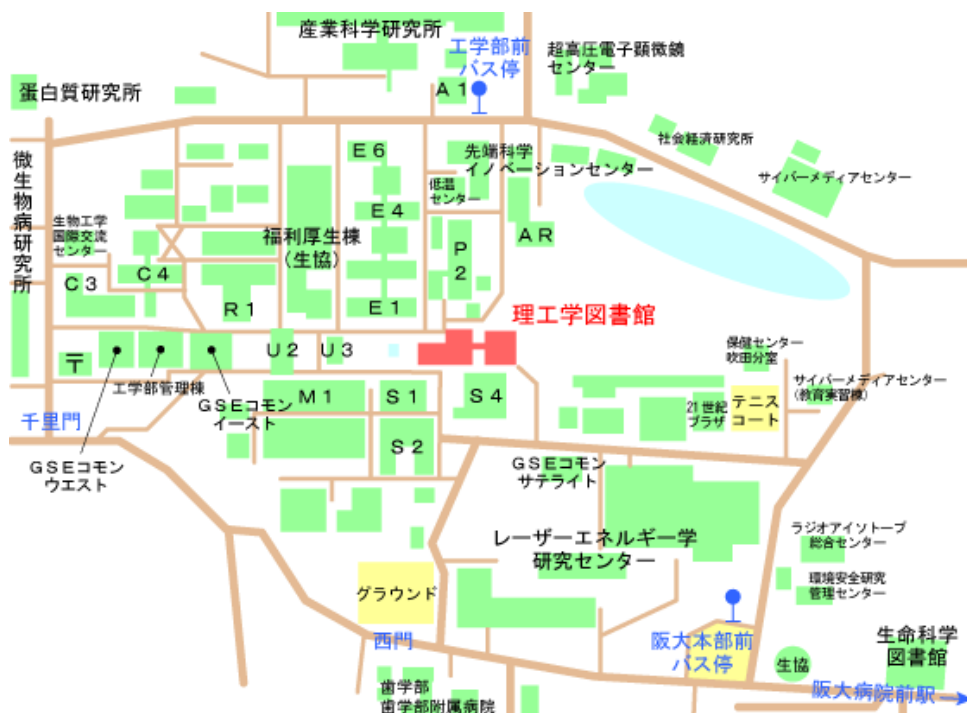 産業科学研究所
工学部前
バス停
超高圧電子顕微鏡
センター
蛋白質研究所
A1
社会経済研究所
E6
先端科学
イノベーションセンター
サイバーメディアセンター
微生物病研究所
低温
センター
E4
生物工学
国際交流
センター
福利厚生棟
(生協)
AR
P2
C4
C3
R1
E1
理工学図書館
〒
U2
U3
保健センター
吹田分室
工学部管理棟
サイバーメディアセンター
(教育実習棟)
GSEコモン
イースト
M1
S1
S4
21世紀
プラザ
テニス
コート
千里門
S2
GSEコモン
ウエスト
GSEコモン
サテライト
レーザーエネルギー学
研究センター
ラジオアイソトープ
総合センター
環境安全研究
管理センター
グラウンド
西門
阪大本部前
バス停
生協
生命科学
図書館
歯学部
歯学部附属病院
阪大病院前駅→